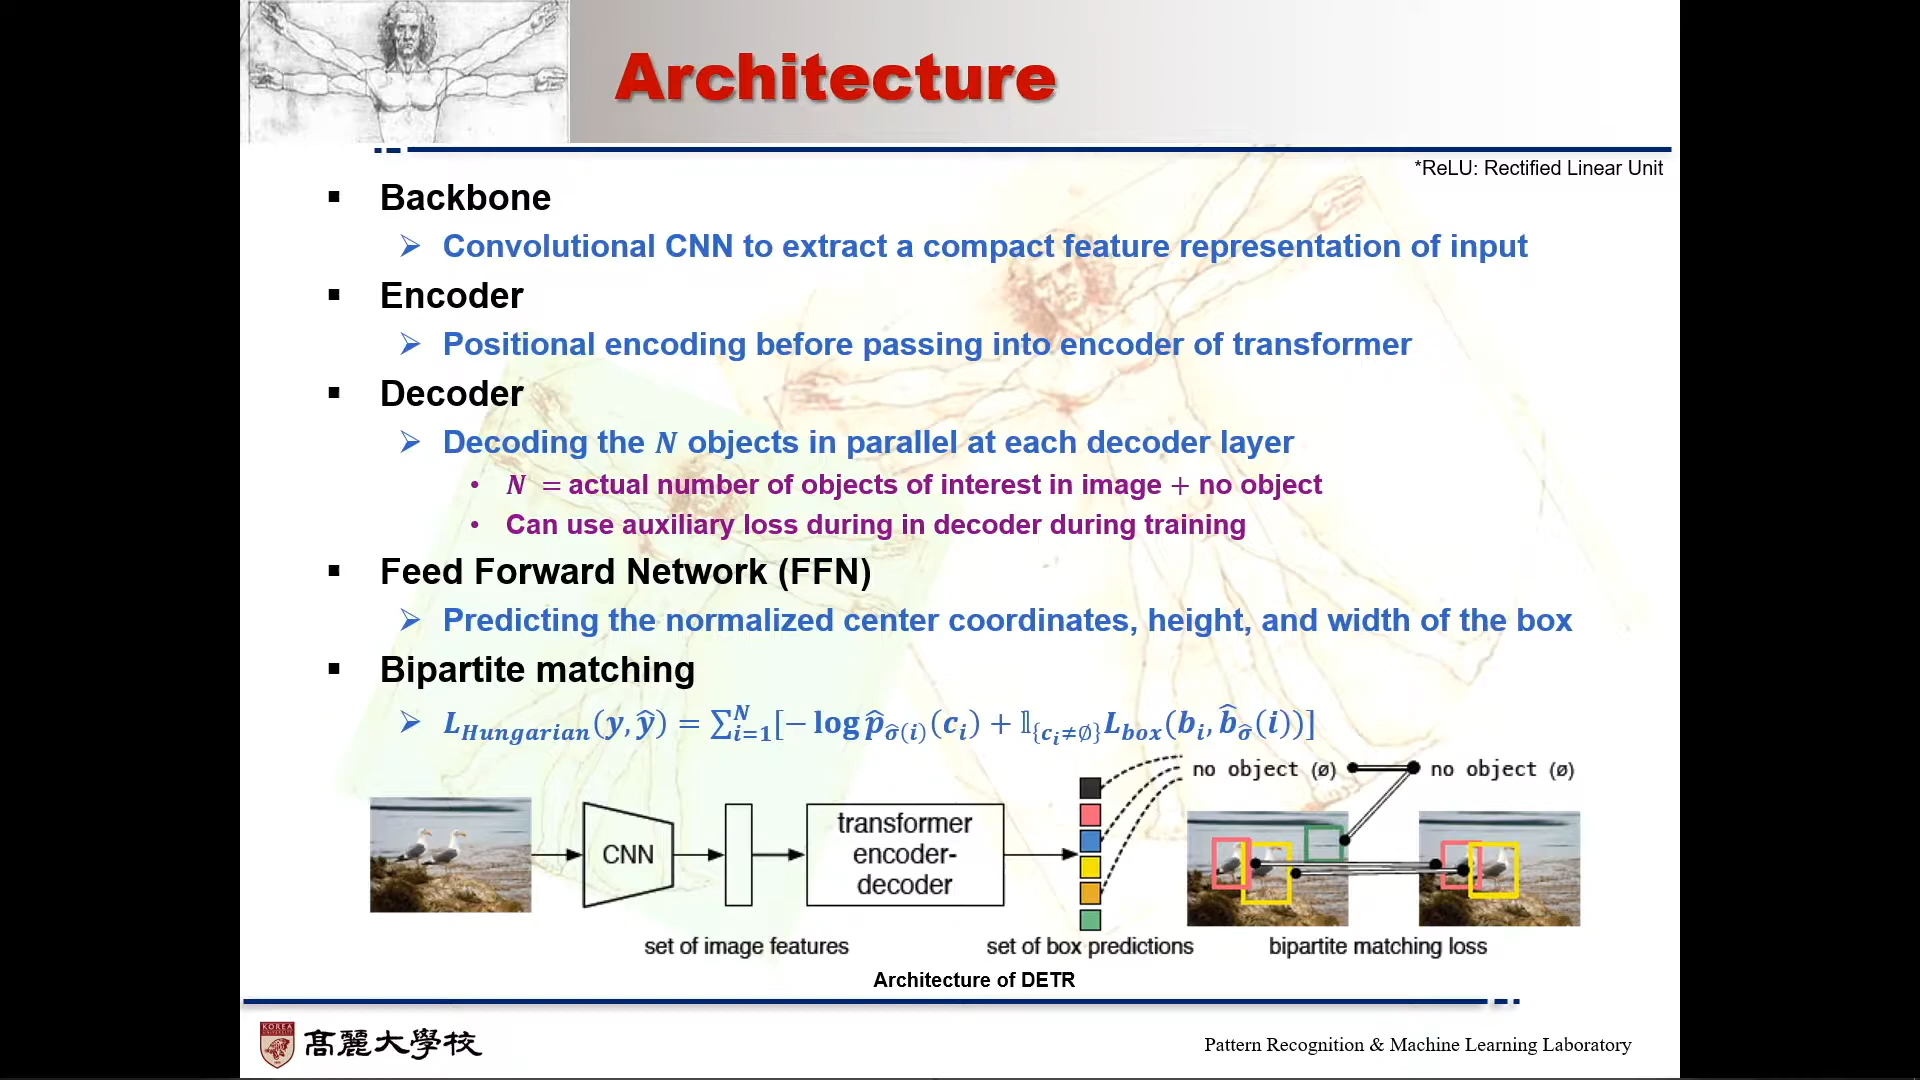 Architecture
*ReLU: Rectified Linear Unit
▪ Backbone
➢ Convolutional CNN to extract a compact feature representation of input
▪ Encoder
➢ Positional encoding before passing into encoder of transformer
▪ Decoder
➢ Decoding the N objects in parallel at each decoder layer
• N = actual number of objects of interest in image + no object
• Can use auxiliary loss during in decoder during training
▪ Feed Forward Network (FFN)
➢ Predicting the normalized center coordinates, height, and width of the box
▪ Bipartite matching
➢ L_{Hungarian}(y, ŷ) = ∑_{i=1}^{N}[− log p̂_{σ̂(i)}(c_i) + 𝟙_{\{c_i≠∅\}} L_{box}(b_i, b̂_{σ̂}(i))]
no object (ø) no object (ø)
CNN
transformer
encoder-
decoder
set of image features
set of box predictions
bipartite matching loss
Architecture of DETR
KOREA
高麗大學校
Pattern Recognition & Machine Learning Laboratory